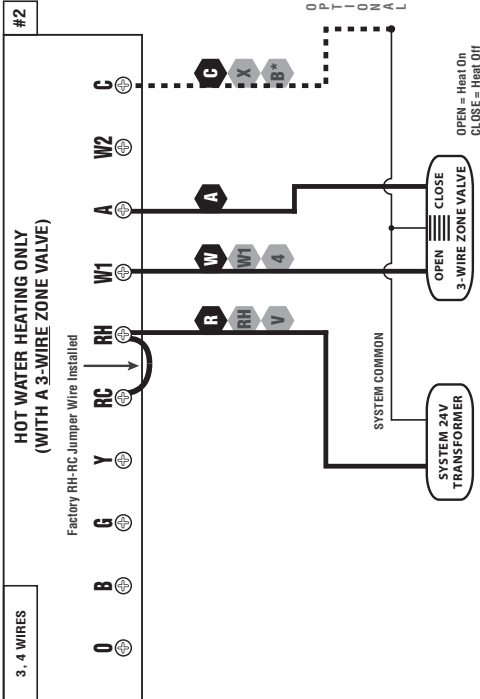 3, 4 WIRES
HOT WATER HEATING ONLY
(WITH A 3-WIRE ZONE VALVE)
#2
Factory RH-RC Jumper Wire Installed
O B G Y RC RH W1 A W2 C
R W A C
RH W1 X
V 4 B*
OPTIONAL
SYSTEM COMMON
SYSTEM 24V
TRANSFORMER
OPEN CLOSE
3-WIRE ZONE VALVE
OPEN = Heat On
CLOSE = Heat Off